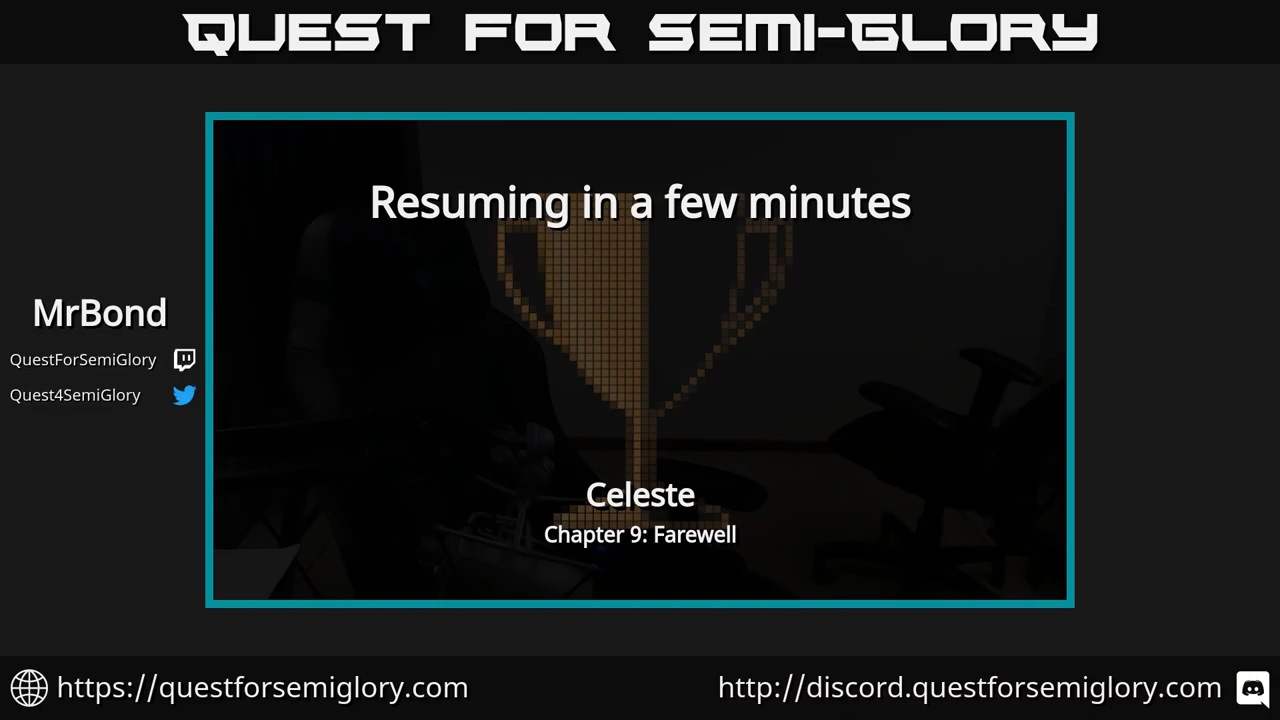 QUEST FOR SEMI-GLORY
Resuming in a few minutes
MrBond
QuestForSemiGlory
Quest4SemiGlory
Celeste
Chapter 9: Farewell
https://questforsemiglory.com
http://discord.questforsemiglory.com